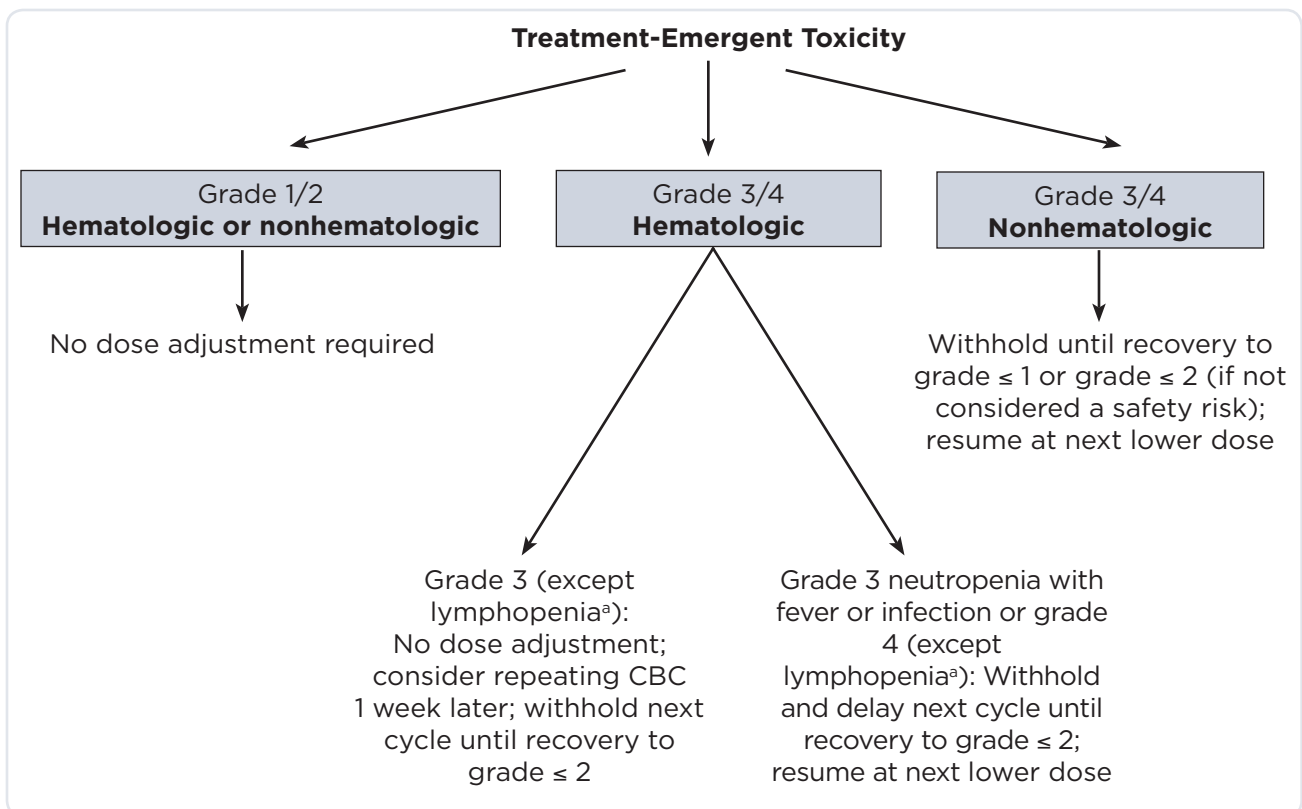 Treatment-Emergent Toxicity
Grade 1/2
Hematologic or nonhematologic
Grade 3/4
Hematologic
Grade 3/4
Nonhematologic
No dose adjustment required
Withhold until recovery to
grade ≤ 1 or grade ≤ 2 (if not
considered a safety risk);
resume at next lower dose
Grade 3 (except
lymphopeniaᵃ):
No dose adjustment;
consider repeating CBC
1 week later; withhold next
cycle until recovery to
grade ≤ 2
Grade 3 neutropenia with
fever or infection or grade
4 (except
lymphopeniaᵃ): Withhold
and delay next cycle until
recovery to grade ≤ 2;
resume at next lower dose